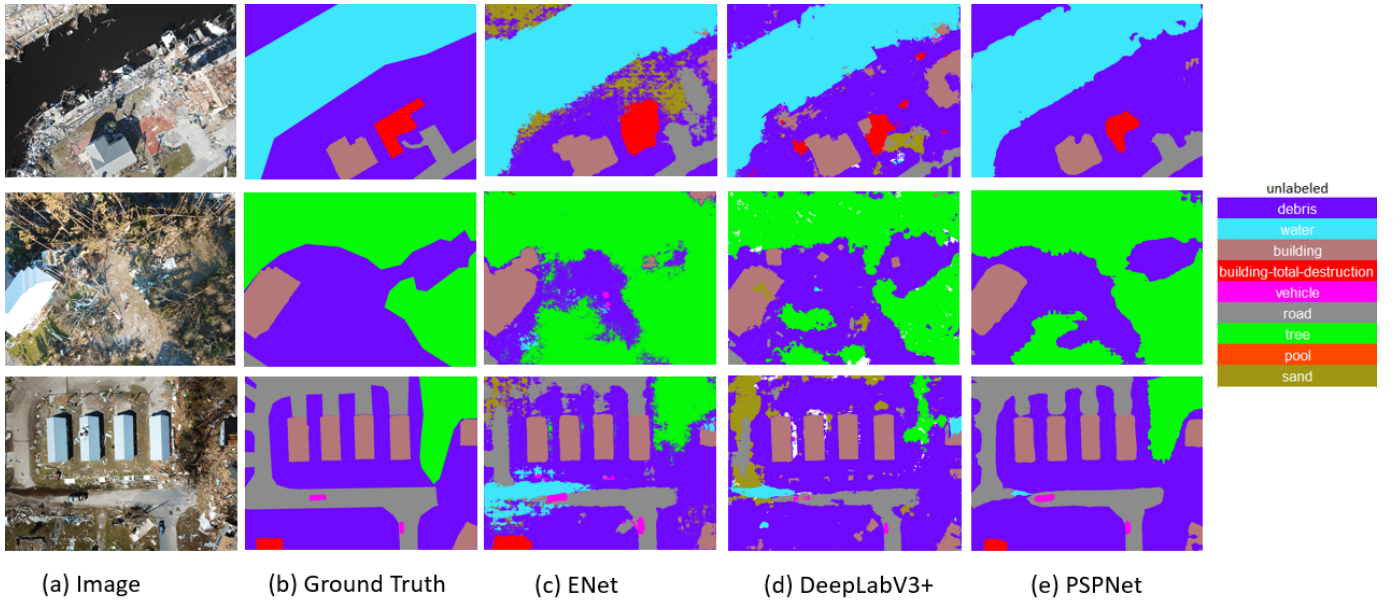 unlabeled
debris
water
building
building-total-destruction
vehicle
road
tree
pool
sand
(a) Image
(b) Ground Truth
(c) ENet
(d) DeepLabV3+
(e) PSPNet